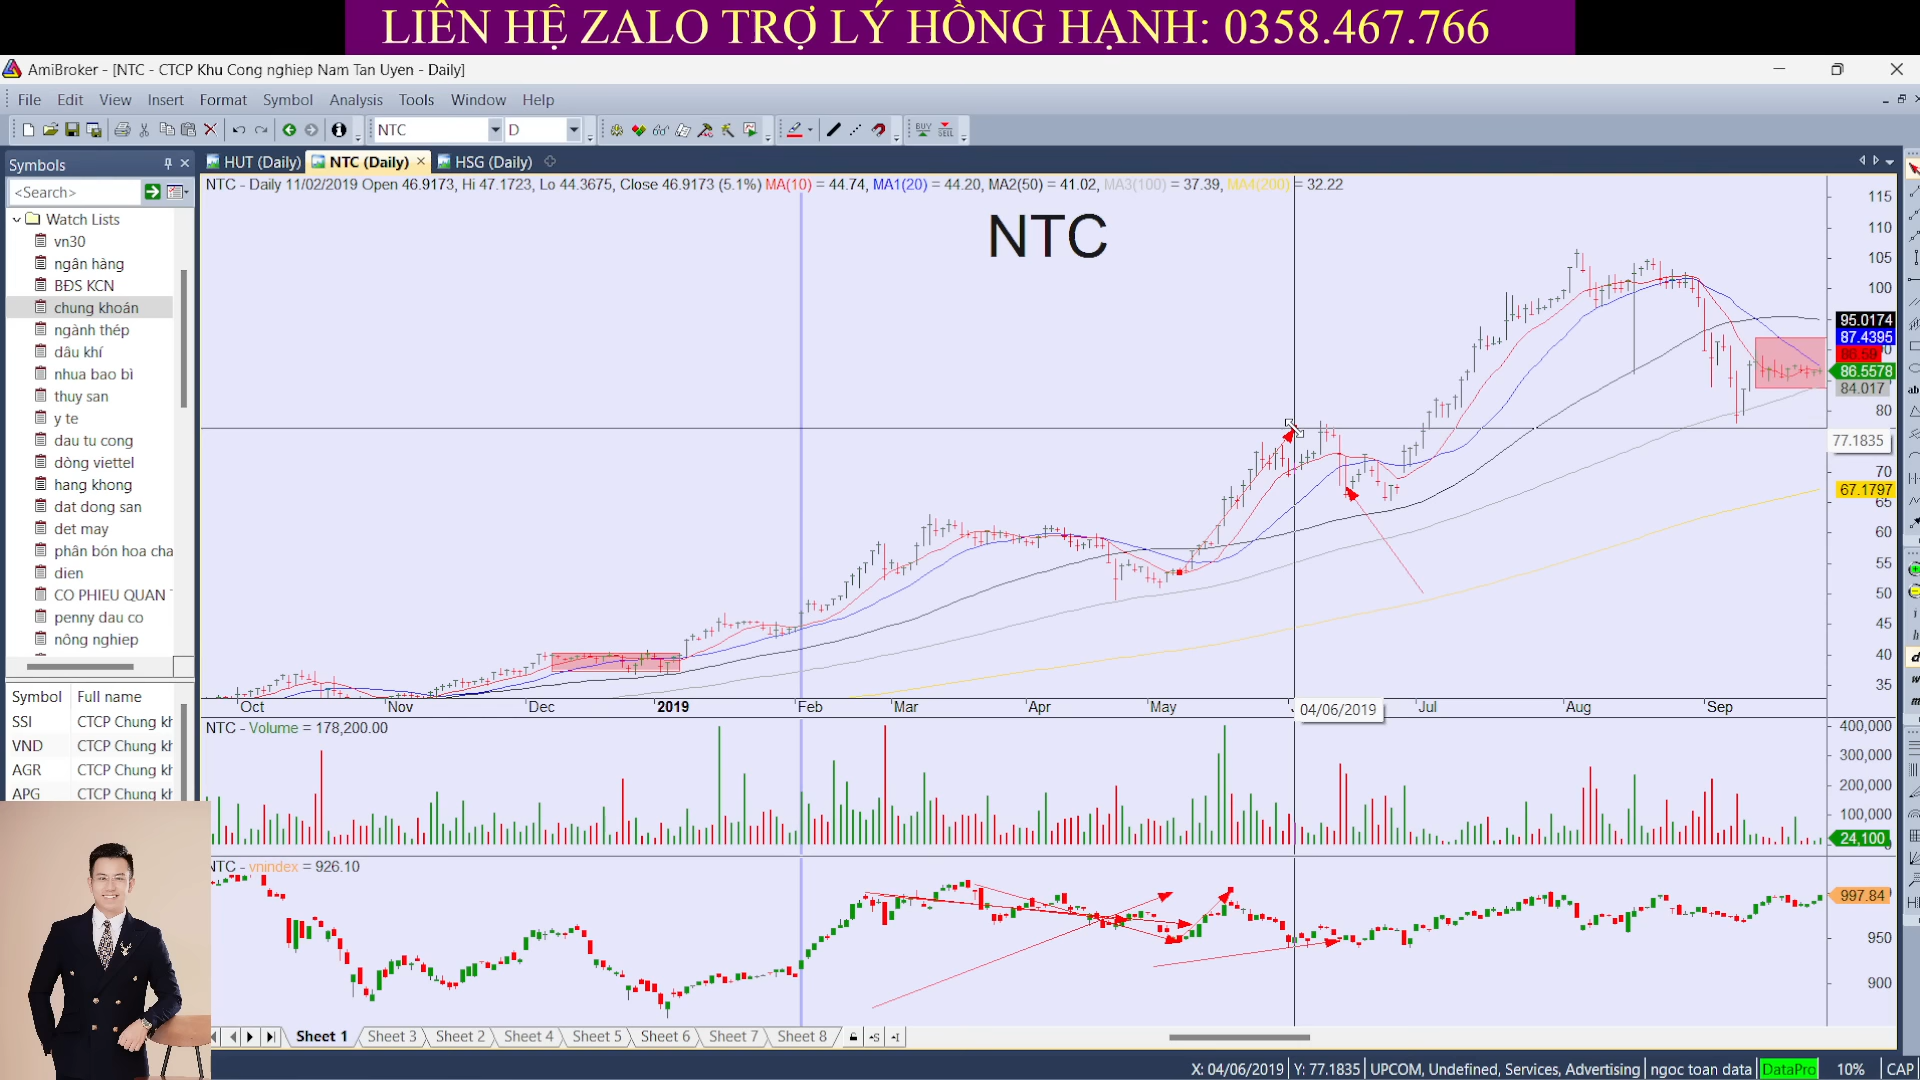 LIÊN HỆ ZALO TRỢ LÝ HỒNG HẠNH: 0358.467.766
AmiBroker - [NTC - CTCP Khu Cong nghiep Nam Tan Uyen - Daily]
File Edit View Insert Format Symbol Analysis Tools Window Help
NTC D BUY SELL
Symbols
HUT (Daily) NTC (Daily) HSG (Daily)
<Search>
NTC - Daily 11/02/2019 Open 46.9173, Hi 47.1723, Lo 44.3675, Close 46.9173 (5.1%) MA(10) = 44.74, MA1(20) = 44.20, MA2(50) = 41.02, MA3(100) = 37.39, MA4(200) = 32.22
NTC
Watch Lists
vn30
ngân hàng
BĐS KCN
chung khoán
ngành thép
dâu khí
nhua bao bì
thuy san
y te
dau tu cong
dòng viettel
hang khong
dat dong san
det may
phân bón hoa cha
dien
CO PHIEU QUAN
penny dau co
nông nghiep
115
110
105
100
95.0174
87.4395
86.5578
84.017
80
77.1835
70
67.1797
65
60
55
50
45
40
35
Oct Nov Dec 2019 Feb Mar Apr May 04/06/2019 Jul Aug Sep
Symbol Full name
SSI CTCP Chung kh
VND CTCP Chung kh
AGR CTCP Chung kh
APG CTCP Chung kh
NTC - Volume = 178,200.00
400,000
300,000
200,000
100,000
24,100
NTC - vnindex = 926.10
997.84
950
900
Sheet 1 Sheet 3 Sheet 2 Sheet 4 Sheet 5 Sheet 6 Sheet 7 Sheet 8
X: 04/06/2019 Y: 77.1835 UPCOM, Undefined, Services, Advertising ngoc toan data DataPro 10% CAP